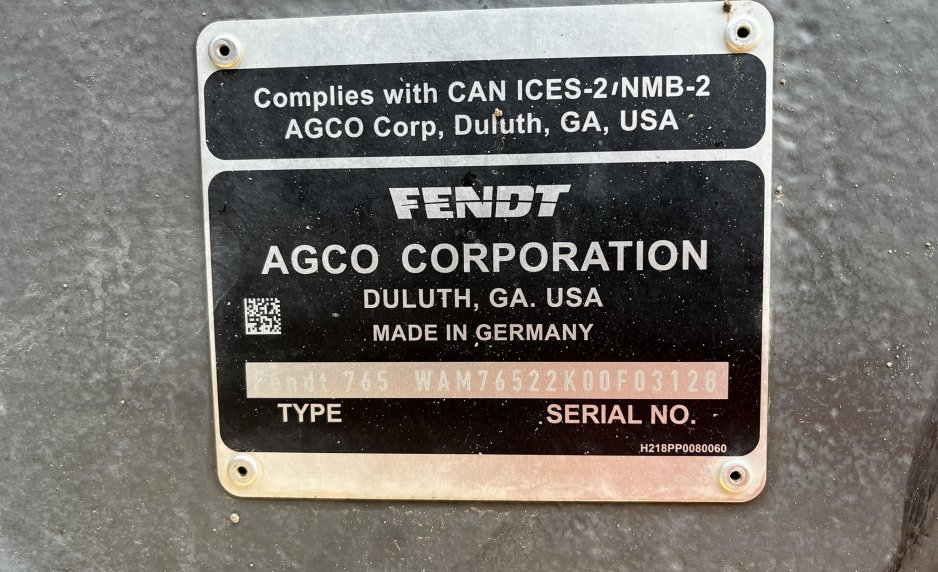 Complies with CAN ICES-2/NMB-2
AGCO Corp, Duluth, GA, USA
FENDT
AGCO CORPORATION
DULUTH, GA. USA
MADE IN GERMANY
Fendt 765 WAM76522K00F03128
TYPE SERIAL NO.
H218PP0080060